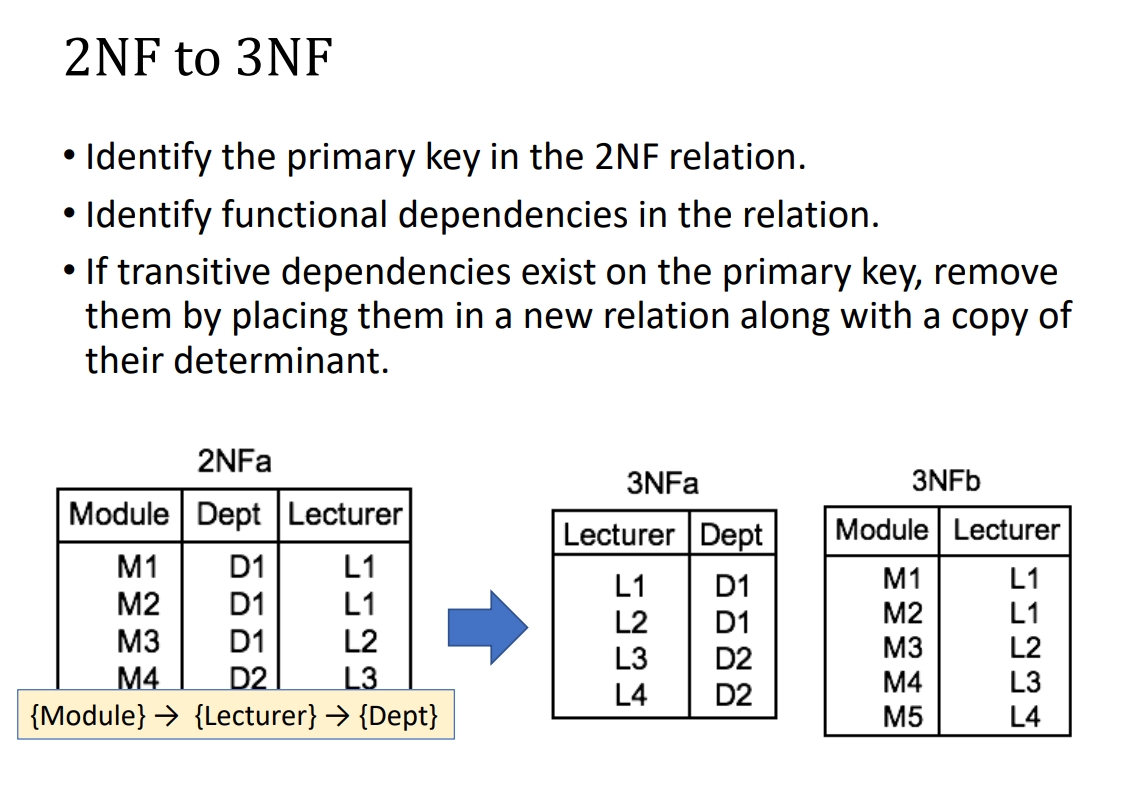 2NF to 3NF
• Identify the primary key in the 2NF relation.
• Identify functional dependencies in the relation.
• If transitive dependencies exist on the primary key, remove
them by placing them in a new relation along with a copy of
their determinant.
2NFa
Module Dept Lecturer
M1 D1 L1
M2 D1 L1
M3 D1 L2
M4 D2 L3
{Module} → {Lecturer} → {Dept}
3NFa
Lecturer Dept
L1 D1
L2 D1
L3 D2
L4 D2
3NFb
Module Lecturer
M1 L1
M2 L1
M3 L2
M4 L3
M5 L4